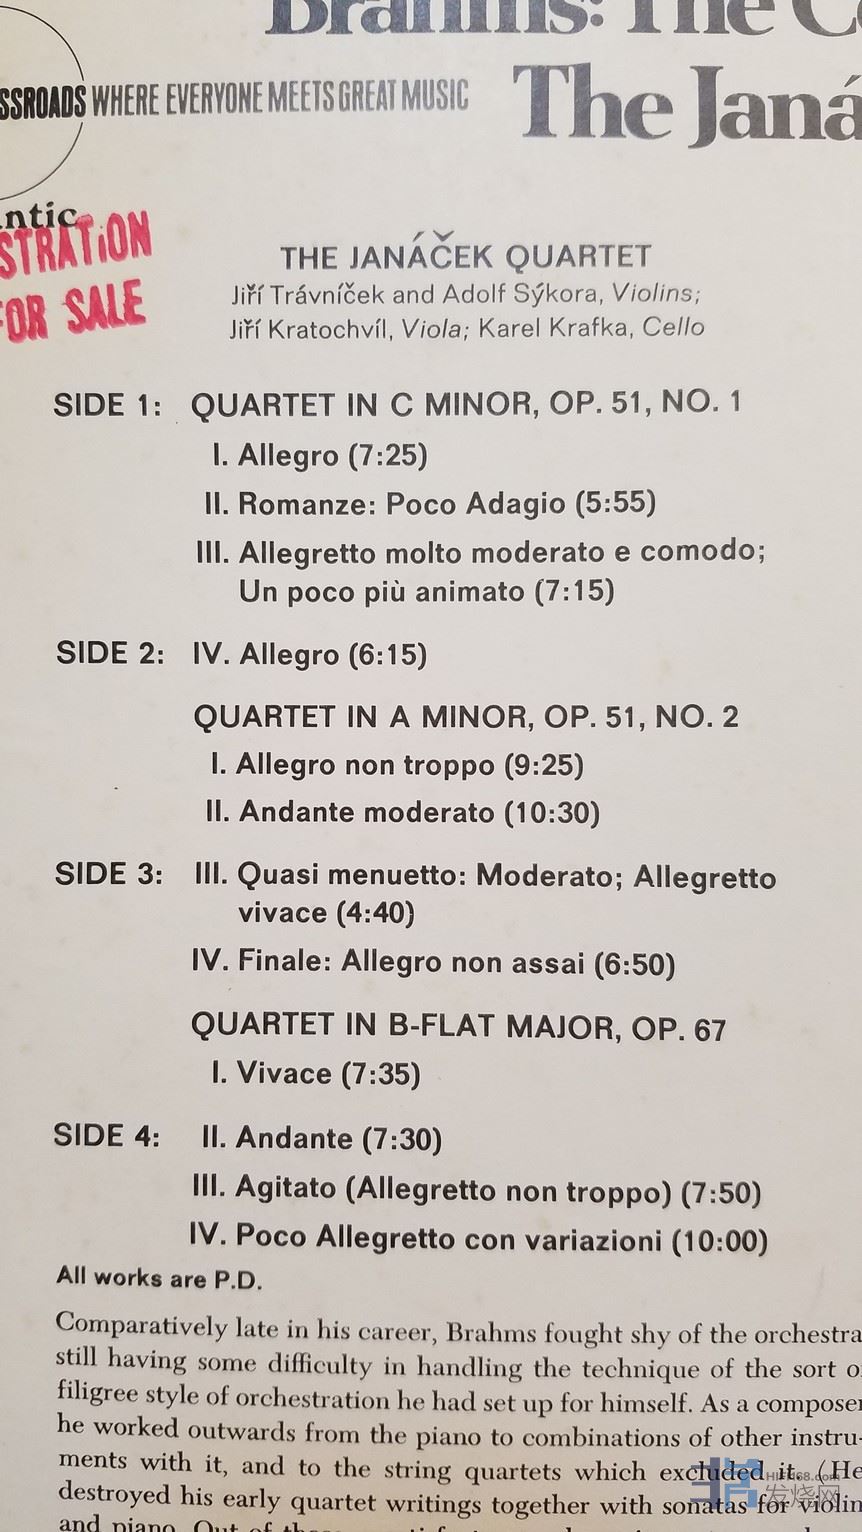 Brahms: The C
SSROADS WHERE EVERYONE MEETS GREAT MUSIC
The Janá
ntic
STRATION
OR SALE
THE JANÁČEK QUARTET
Jiří Trávníček and Adolf Sýkora, Violins;
Jiří Kratochvíl, Viola; Karel Krafka, Cello
SIDE 1: QUARTET IN C MINOR, OP. 51, NO. 1
I. Allegro (7:25)
II. Romanze: Poco Adagio (5:55)
III. Allegretto molto moderato e comodo;
Un poco più animato (7:15)
SIDE 2: IV. Allegro (6:15)
QUARTET IN A MINOR, OP. 51, NO. 2
I. Allegro non troppo (9:25)
II. Andante moderato (10:30)
SIDE 3: III. Quasi menuetto: Moderato; Allegretto
vivace (4:40)
IV. Finale: Allegro non assai (6:50)
QUARTET IN B-FLAT MAJOR, OP. 67
I. Vivace (7:35)
SIDE 4: II. Andante (7:30)
III. Agitato (Allegretto non troppo) (7:50)
IV. Poco Allegretto con variazioni (10:00)
All works are P.D.
Comparatively late in his career, Brahms fought shy of the orchestra
still having some difficulty in handling the technique of the sort o
filigree style of orchestration he had set up for himself. As a composer
he worked outwards from the piano to combinations of other instru-
ments with it, and to the string quartets which excluded it. (He
destroyed his early quartet writings together with sonatas for violin
and piano. Out of
HIFI168.com
发烧网